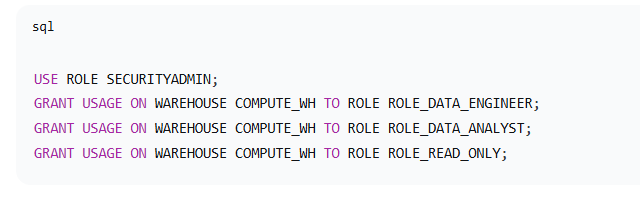 sql
USE ROLE SECURITYADMIN;
GRANT USAGE ON WAREHOUSE COMPUTE_WH TO ROLE ROLE_DATA_ENGINEER;
GRANT USAGE ON WAREHOUSE COMPUTE_WH TO ROLE ROLE_DATA_ANALYST;
GRANT USAGE ON WAREHOUSE COMPUTE_WH TO ROLE ROLE_READ_ONLY;